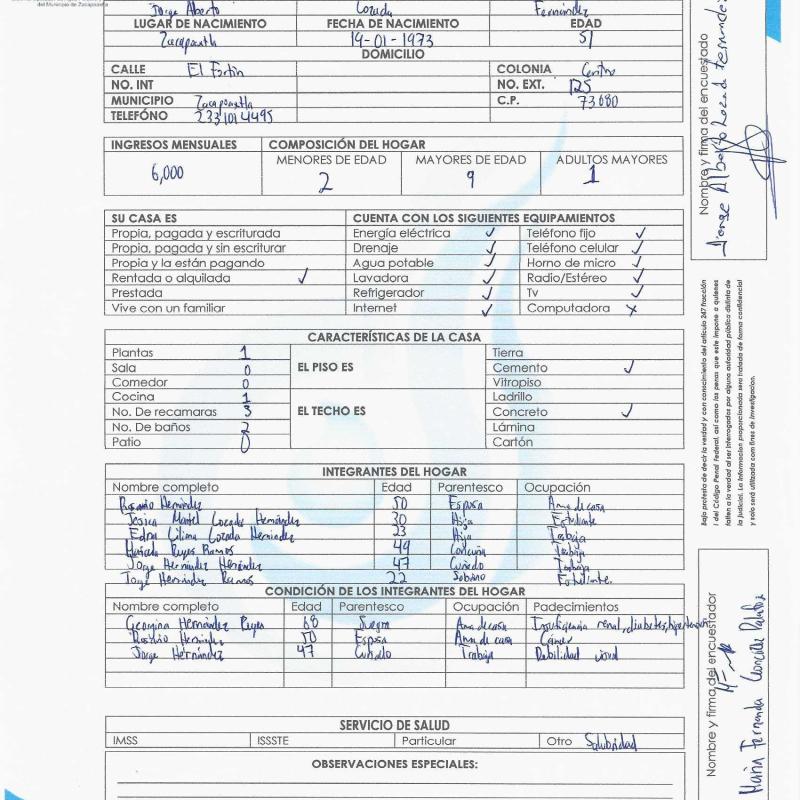 del Municipio de Zacapoaxtla
Jorge Alberto Lozada Fernández
LUGAR DE NACIMIENTO FECHA DE NACIMIENTO EDAD
Zacapoaxtla 19-01-1973 51
DOMICILIO
CALLE El Fortín COLONIA Centro
NO. INT NO. EXT. 125
MUNICIPIO Zacapoaxtla C.P. 73680
TELEFÓNO 2331014495
INGRESOS MENSUALES COMPOSICIÓN DEL HOGAR
6,000 MENORES DE EDAD MAYORES DE EDAD ADULTOS MAYORES
2 9 1
SU CASA ES CUENTA CON LOS SIGUIENTES EQUIPAMIENTOS
Propia, pagada y escriturada Energía eléctrica ✓ Teléfono fijo ✓
Propia, pagada y sin escriturar Drenaje ✓ Teléfono celular ✓
Propia y la están pagando Agua potable ✓ Horno de micro ✓
Rentada o alquilada ✓ Lavadora ✓ Radio/Estéreo ✓
Prestada Refrigerador ✓ Tv ✓
Vive con un familiar Internet ✓ Computadora x
CARACTERÍSTICAS DE LA CASA
Plantas 1 Tierra
Sala 0 EL PISO ES Cemento ✓
Comedor 0 Vitropiso
Cocina 1 Ladrillo
No. De recamaras 3 EL TECHO ES Concreto ✓
No. De baños 2 Lámina
Patio 0 Cartón
INTEGRANTES DEL HOGAR
Nombre completo Edad Parentesco Ocupación
Rosario Hernández 50 Esposa Ama de casa
Jesica Lozada Hernández 30 Hija Estudiante
Edna Liliana Lozada Hernández 23 Hija Trabaja
Reyes Ramos 49 Concuña Trabaja
Jorge Hernández Hernández 47 Cuñado Trabaja
Jorge Hernández Ramos 22 Sobrino Estudiante.
CONDICIÓN DE LOS INTEGRANTES DEL HOGAR
Nombre completo Edad Parentesco Ocupación Padecimientos
Georgina Hernández Reyes 68 Suegra Ama de casa Insuficiencia renal, diabetes, hipertensión
Rosario Hernández 50 Esposa Ama de casa Cáncer
Jorge Hernández 47 Cuñado Trabaja Debilidad visual
SERVICIO DE SALUD
IMSS ISSSTE Particular Otro Salubridad
OBSERVACIONES ESPECIALES:
Nombre y firma del encuestado
Jorge Alberto Lozada Fernández
Bajo protesta de decir la verdad y con conocimiento del artículo 247 fracción
I del Código Penal Federal, así como las penas que este impone a quienes
falten a la verdad al ser interrogados por alguna autoridad pública distinta de
la judicial. La información proporcionada sera tratada de forma confidencial
y solo será utilizada con fines de investigacion.
Nombre y firma del encuestador
María Fernanda